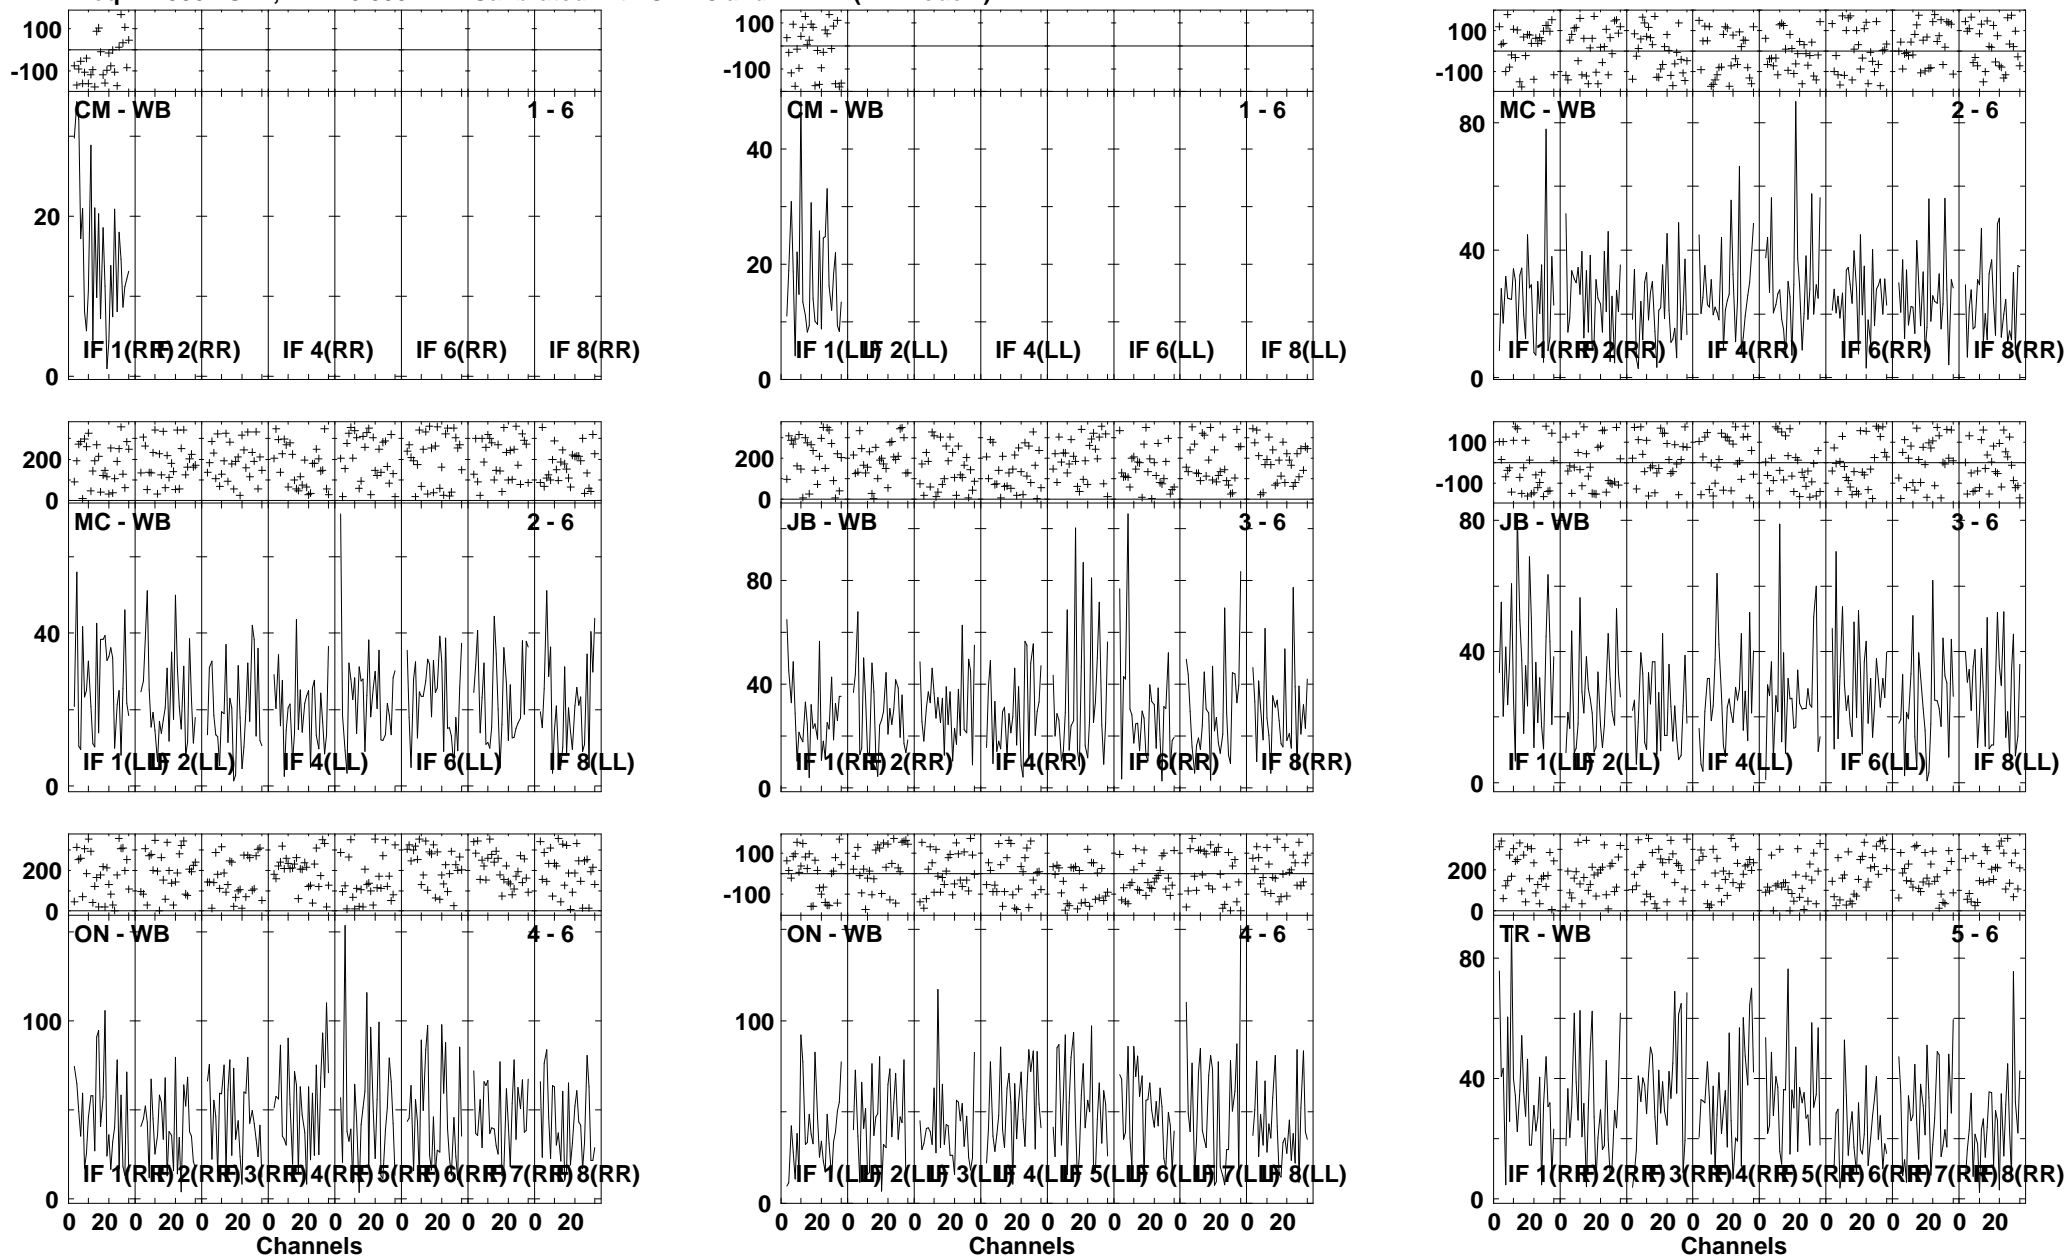 100
-100
CM - WB 1 - 6
20
0
IF 1(RR) IF 2(RR) IF 4(RR) IF 6(RR) IF 8(RR)
100
-100
CM - WB 1 - 6
40
20
0
IF 1(LL) IF 2(LL) IF 4(LL) IF 6(LL) IF 8(LL)
100
-100
MC - WB 2 - 6
80
40
0
IF 1(RR) IF 2(RR) IF 4(RR) IF 6(RR) IF 8(RR)
200
0
MC - WB 2 - 6
40
0
IF 1(LL) IF 2(LL) IF 4(LL) IF 6(LL) IF 8(LL)
200
0
JB - WB 3 - 6
80
40
0
IF 1(RR) IF 2(RR) IF 4(RR) IF 6(RR) IF 8(RR)
100
-100
JB - WB 3 - 6
80
40
0
IF 1(LL) IF 2(LL) IF 4(LL) IF 6(LL) IF 8(LL)
200
0
ON - WB 4 - 6
100
0
IF 1(RR) IF 2(RR) IF 3(RR) IF 4(RR) IF 5(RR) IF 6(RR) IF 7(RR) IF 8(RR)
0 20 0 20 0 20 0 20 0 20 0 20 0 20 0 20
Channels
100
-100
ON - WB 4 - 6
100
0
IF 1(LL) IF 2(LL) IF 3(LL) IF 4(LL) IF 5(LL) IF 6(LL) IF 7(LL) IF 8(LL)
0 20 0 20 0 20 0 20 0 20 0 20 0 20 0 20
Channels
200
0
TR - WB 5 - 6
80
40
0
IF 1(RR) IF 2(RR) IF 3(RR) IF 4(RR) IF 5(RR) IF 6(RR) IF 7(RR) IF 8(RR)
0 20 0 20 0 20 0 20 0 20 0 20 0 20 0 20
Channels